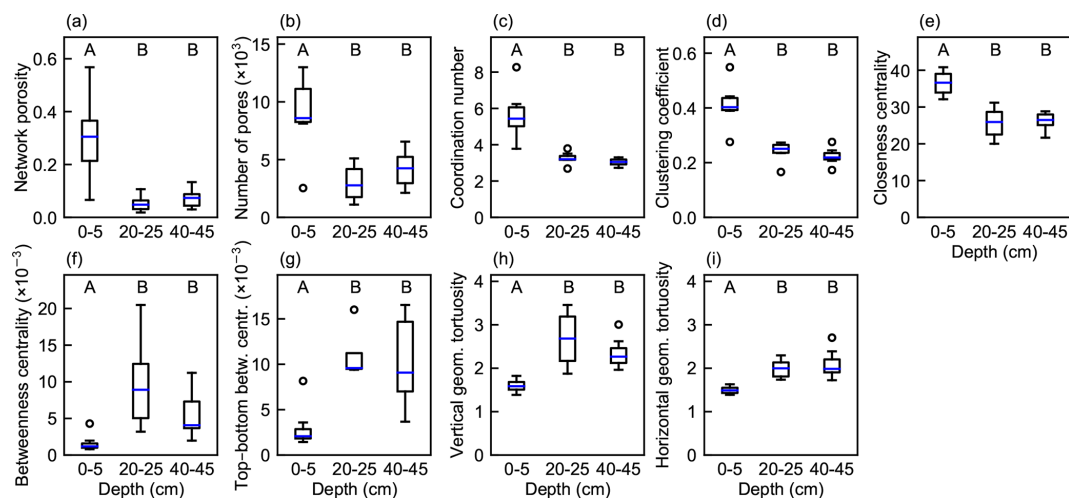 (a)
Network porosity
0.6
0.4
0.2
0.0
A B B
0-5 20-25 40-45
(b)
Number of pores (×10³)
15
10
5
0
A B B
0-5 20-25 40-45
(c)
Coordination number
8
6
4
2
0
A B B
0-5 20-25 40-45
(d)
Clustering coefficient
0.6
0.4
0.2
0.0
A B B
0-5 20-25 40-45
(e)
Closeness centrality
40
30
20
10
0
A B B
0-5 20-25 40-45
Depth (cm)
(f)
Betweenness centrality (×10⁻³)
20
15
10
5
0
A B B
0-5 20-25 40-45
Depth (cm)
(g)
Top−bottom betw. centr. (×10⁻³)
15
10
5
0
A B B
0-5 20-25 40-45
Depth (cm)
(h)
Vertical geom. tortuosity
4
3
2
1
0
A B B
0-5 20-25 40-45
Depth (cm)
(i)
Horizontal geom. tortuosity
4
3
2
1
0
A B B
0-5 20-25 40-45
Depth (cm)